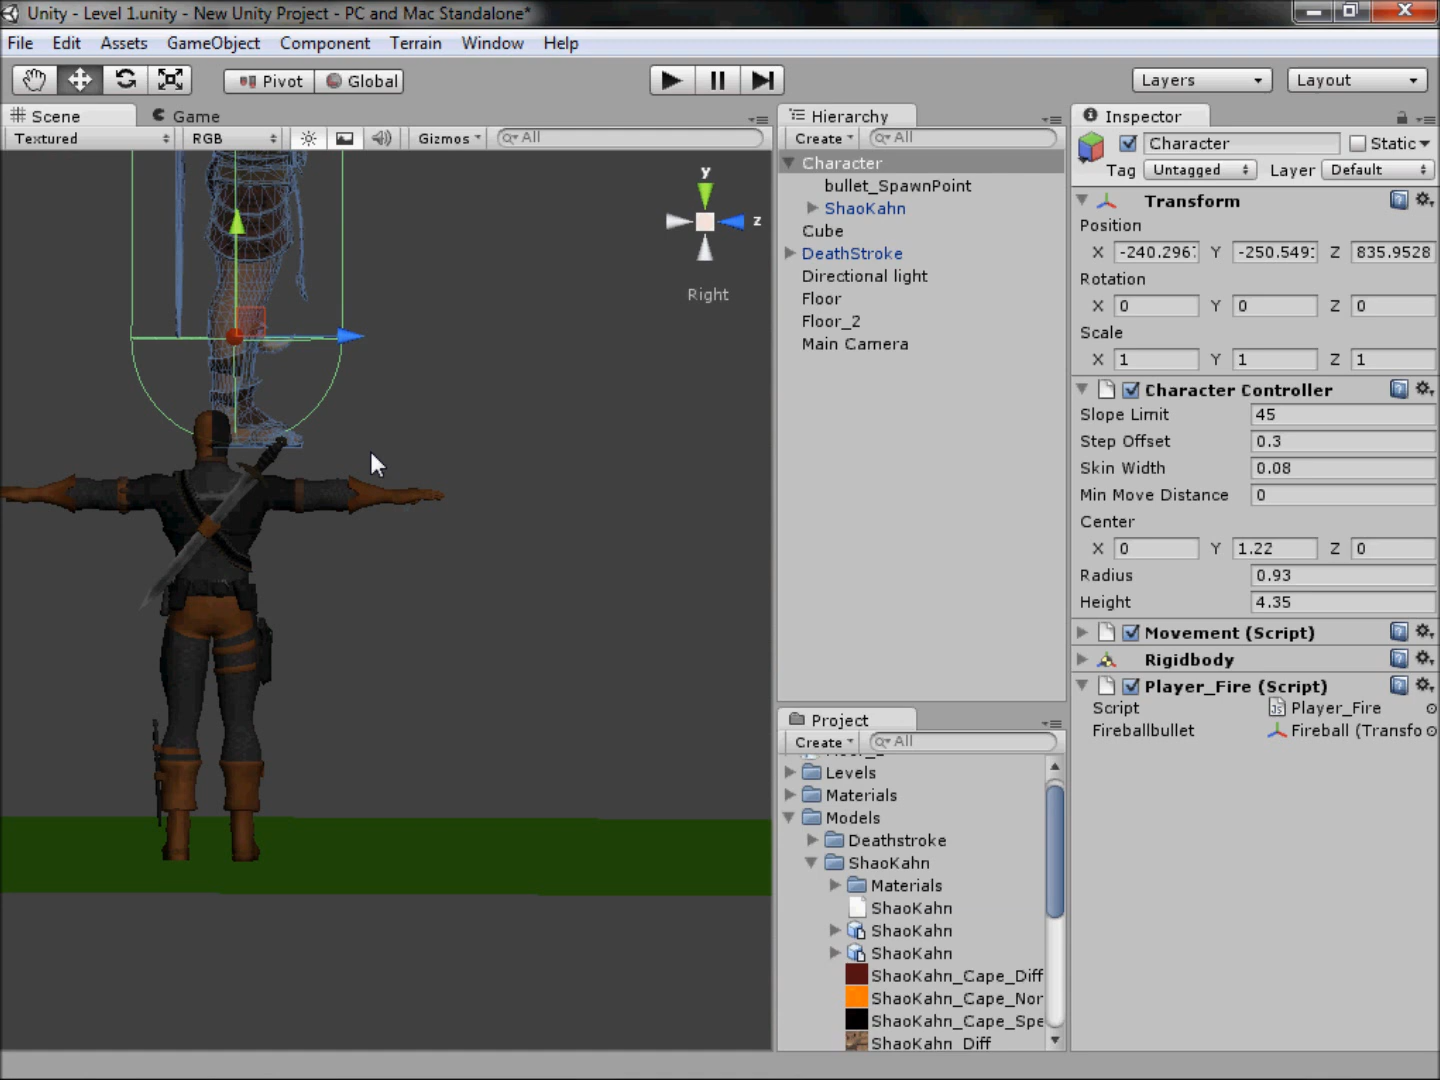 Unity - Level 1.unity - New Unity Project - PC and Mac Standalone*
File Edit Assets GameObject Component Terrain Window Help
Pivot Global Layers Layout
Scene Game
Textured RGB Gizmos All
y
z
Right
Hierarchy
Create All
Character
bullet_SpawnPoint
ShaoKahn
Cube
DeathStroke
Directional light
Floor
Floor_2
Main Camera
Project
Create All
Levels
Materials
Models
Deathstroke
ShaoKahn
Materials
ShaoKahn
ShaoKahn
ShaoKahn
ShaoKahn_Cape_Diff
ShaoKahn_Cape_Nor
ShaoKahn_Cape_Spe
ShaoKahn_Diff
Inspector
Character Static
Tag Untagged Layer Default
Transform
Position
X -240.296 Y -250.549 Z 835.9528
Rotation
X 0 Y 0 Z 0
Scale
X 1 Y 1 Z 1
Character Controller
Slope Limit 45
Step Offset 0.3
Skin Width 0.08
Min Move Distance 0
Center
X 0 Y 1.22 Z 0
Radius 0.93
Height 4.35
Movement (Script)
Rigidbody
Player_Fire (Script)
Script Player_Fire
Fireballbullet Fireball (Transfo